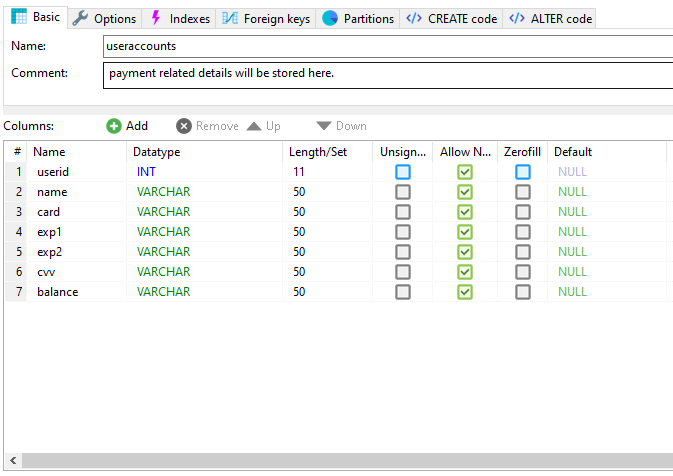 Basic Options Indexes Foreign keys Partitions CREATE code ALTER code
Name: useraccounts
Comment: payment related details will be stored here.
Columns: Add Remove Up Down
# Name Datatype Length/Set Unsign... Allow N... Zerofill Default
1 userid INT 11 NULL
2 name VARCHAR 50 NULL
3 card VARCHAR 50 NULL
4 exp1 VARCHAR 50 NULL
5 exp2 VARCHAR 50 NULL
6 cvv VARCHAR 50 NULL
7 balance VARCHAR 50 NULL